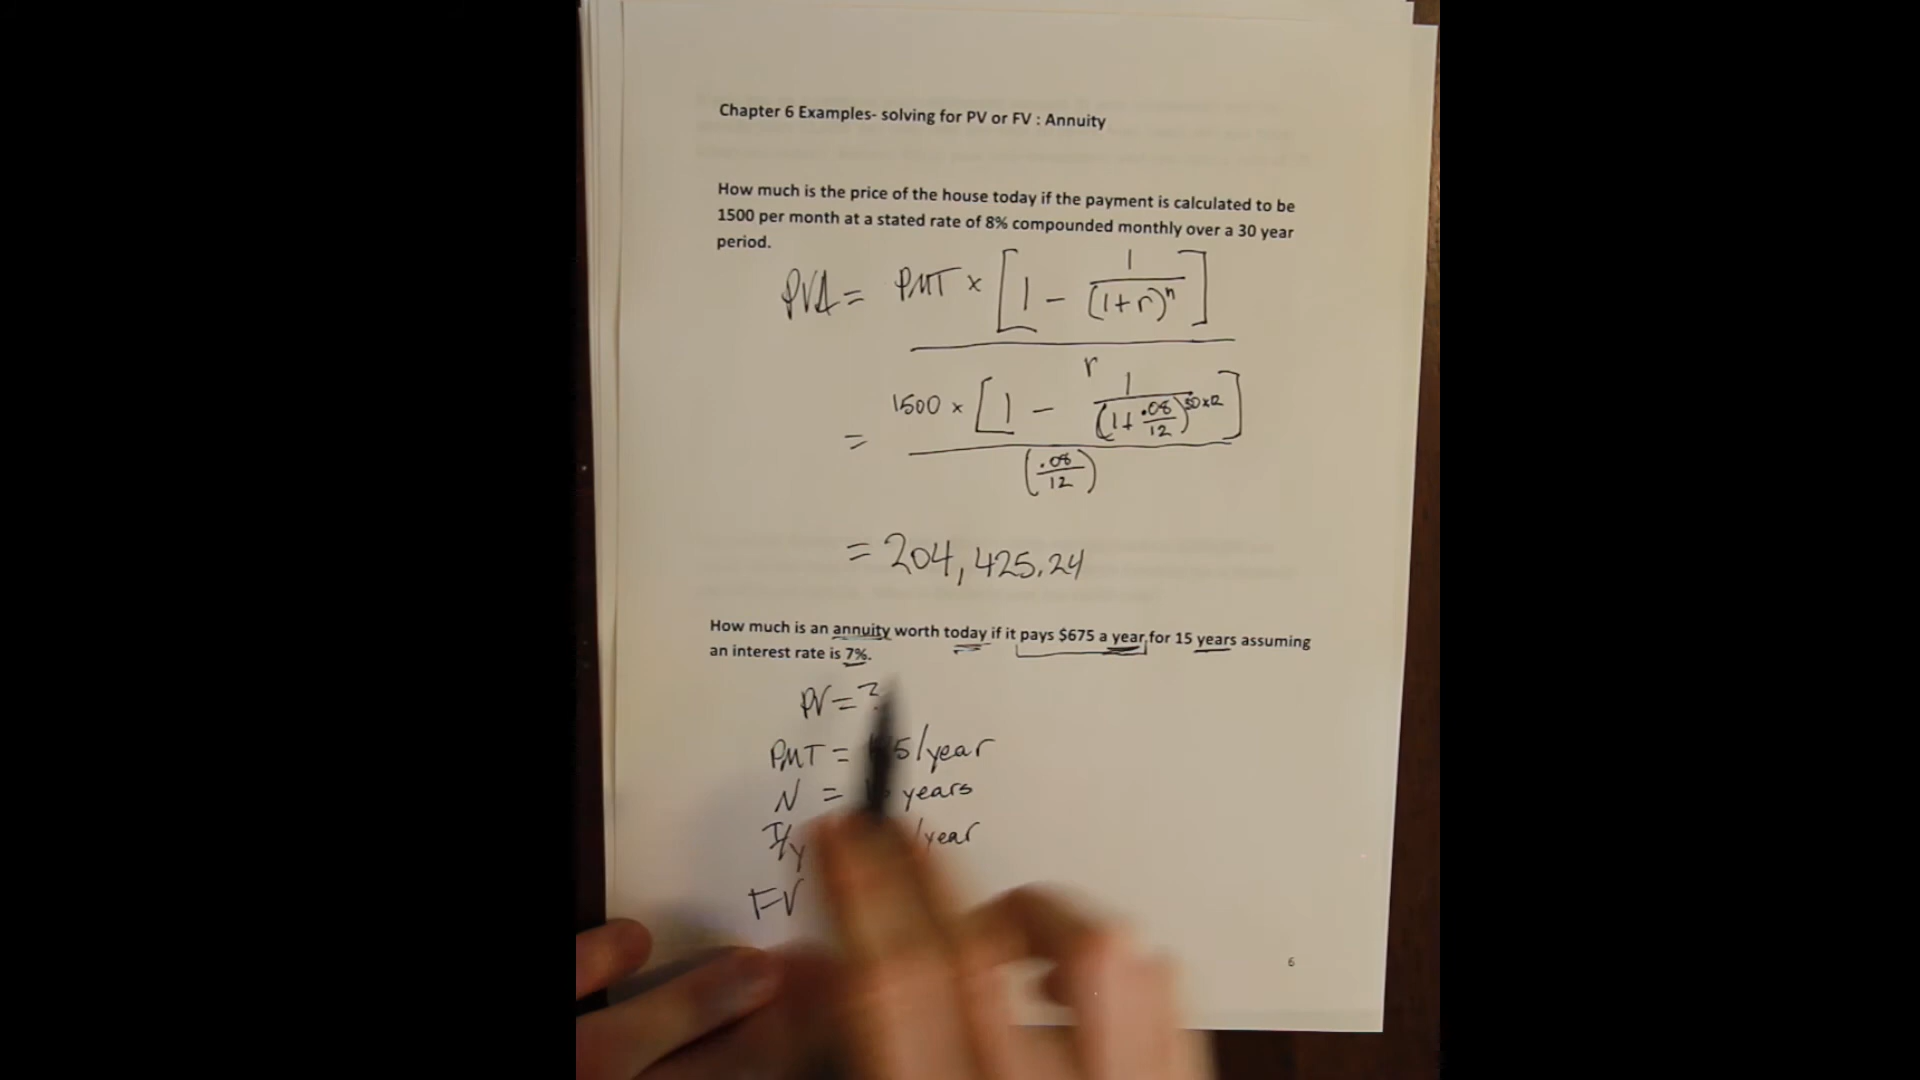 Chapter 6 Examples- solving for PV or FV : Annuity
How much is the price of the house today if the payment is calculated to be
1500 per month at a stated rate of 8% compounded monthly over a 30 year
period.
PVA = PMT × [1 - 1/(1+r)^n]
r
= 1500 × [1 - 1/(1+.08/12)^30×12]
(.08/12)
= 204,425.24
How much is an annuity worth today if it pays $675 a year for 15 years assuming
an interest rate is 7%.
PV = ?
PMT = 5/year
N = years
I/y /year
FV
6